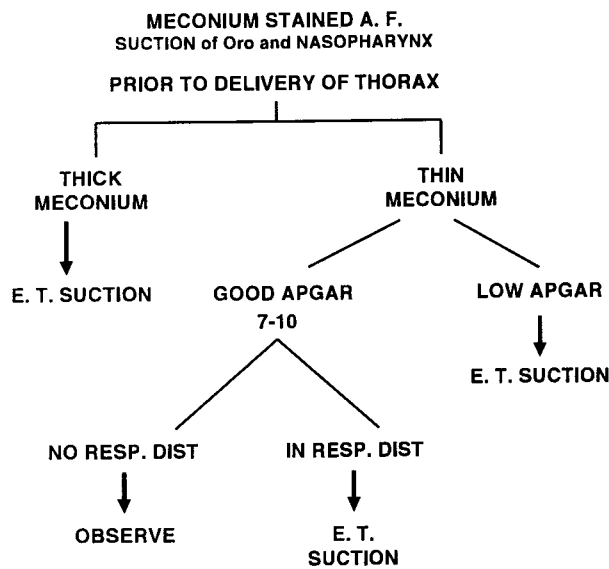 MECONIUM STAINED A. F.
SUCTION of Oro and NASOPHARYNX
PRIOR TO DELIVERY OF THORAX
THICK
MECONIUM
THIN
MECONIUM
E. T. SUCTION
GOOD APGAR
7-10
LOW APGAR
E. T. SUCTION
NO RESP. DIST
IN RESP. DIST
OBSERVE
E. T.
SUCTION